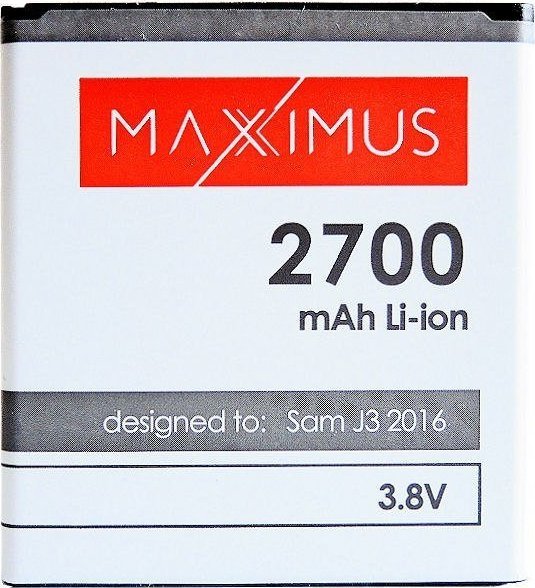 MAXXIMUS
2700
mAh Li-ion
designed to: Sam J3 2016
3.8V